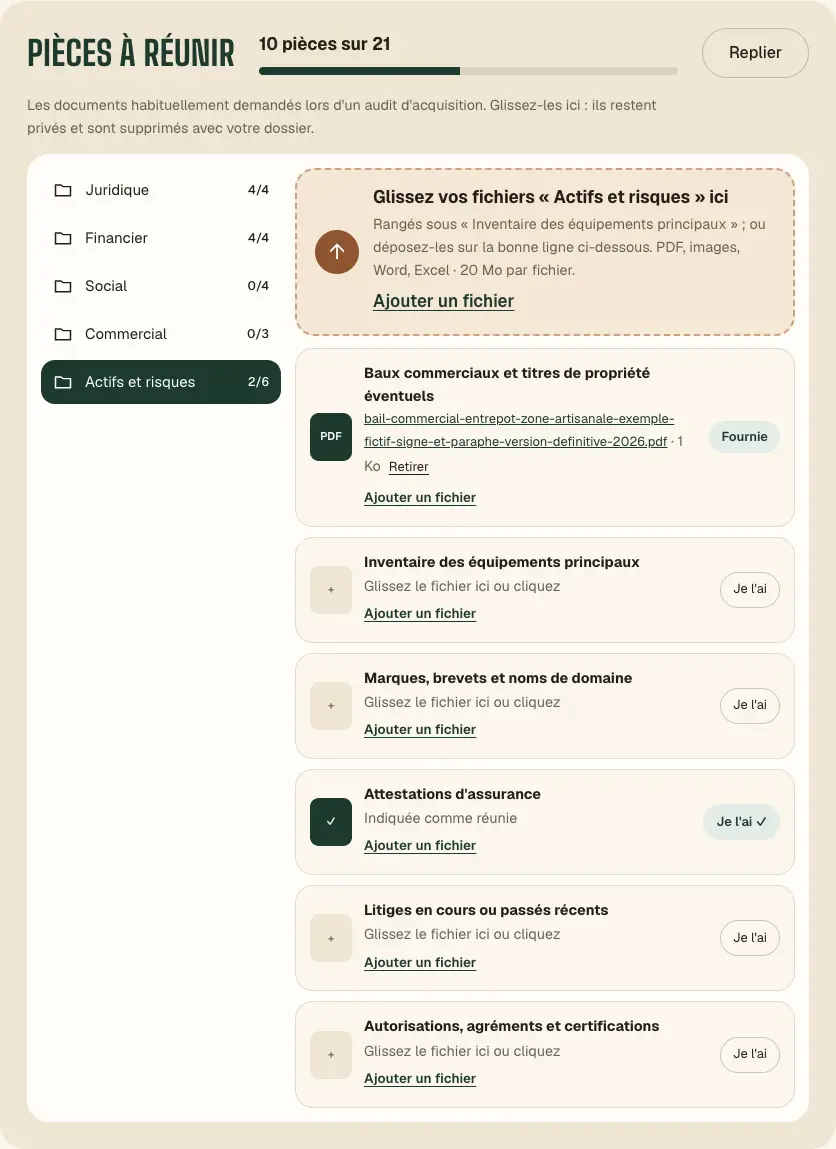 PIÈCES À RÉUNIR
10 pièces sur 21
Replier
Les documents habituellement demandés lors d'un audit d'acquisition. Glissez-les ici : ils restent
privés et sont supprimés avec votre dossier.
Juridique 4/4
Financier 4/4
Social 0/4
Commercial 0/3
Actifs et risques 2/6
Glissez vos fichiers « Actifs et risques » ici
Rangés sous « Inventaire des équipements principaux » ; ou
déposez-les sur la bonne ligne ci-dessous. PDF, images,
Word, Excel · 20 Mo par fichier.
Ajouter un fichier
Baux commerciaux et titres de propriété
éventuels
PDF
bail-commercial-entrepot-zone-artisanale-exemple-
fictif-signe-et-paraphe-version-definitive-2026.pdf · 1
Ko Retirer
Fournie
Ajouter un fichier
Inventaire des équipements principaux
+
Glissez le fichier ici ou cliquez
Je l'ai
Ajouter un fichier
Marques, brevets et noms de domaine
+
Glissez le fichier ici ou cliquez
Je l'ai
Ajouter un fichier
Attestations d'assurance
✓
Indiquée comme réunie
Je l'ai ✓
Ajouter un fichier
Litiges en cours ou passés récents
+
Glissez le fichier ici ou cliquez
Je l'ai
Ajouter un fichier
Autorisations, agréments et certifications
+
Glissez le fichier ici ou cliquez
Je l'ai
Ajouter un fichier